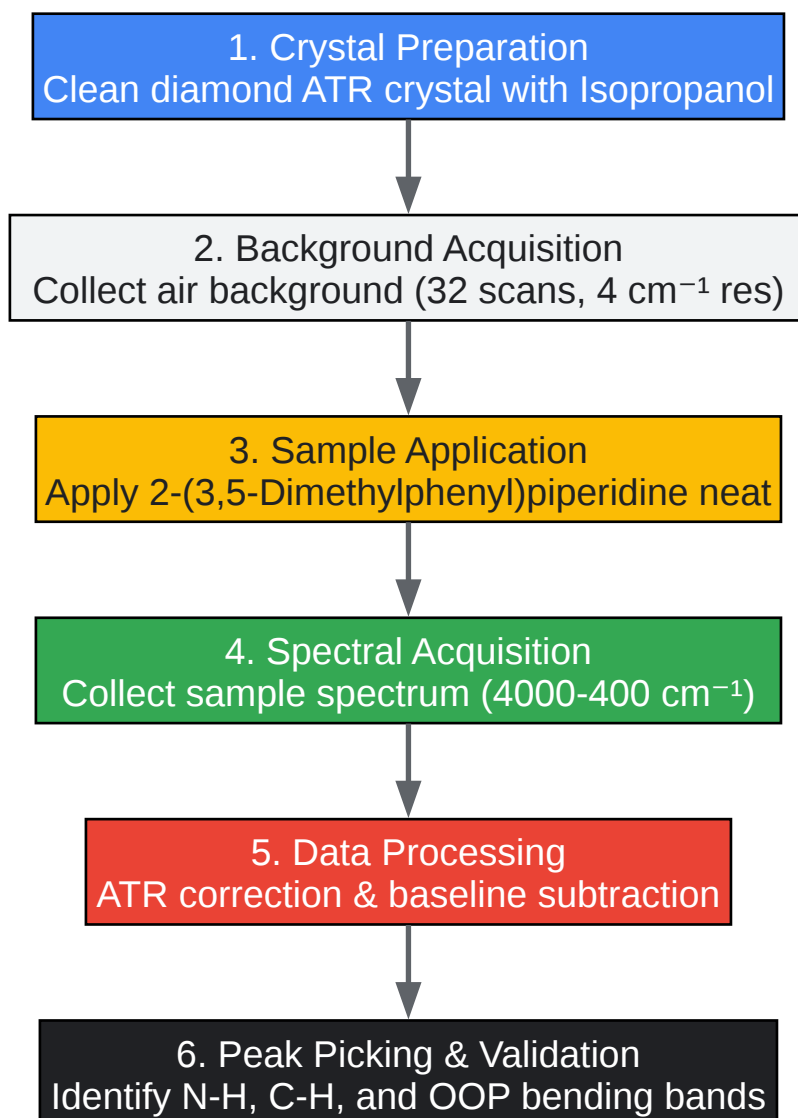 1. Crystal Preparation
Clean diamond ATR crystal with Isopropanol
2. Background Acquisition
Collect air background (32 scans, 4 cm⁻¹ res)
3. Sample Application
Apply 2-(3,5-Dimethylphenyl)piperidine neat
4. Spectral Acquisition
Collect sample spectrum (4000-400 cm⁻¹)
5. Data Processing
ATR correction & baseline subtraction
6. Peak Picking & Validation
Identify N-H, C-H, and OOP bending bands